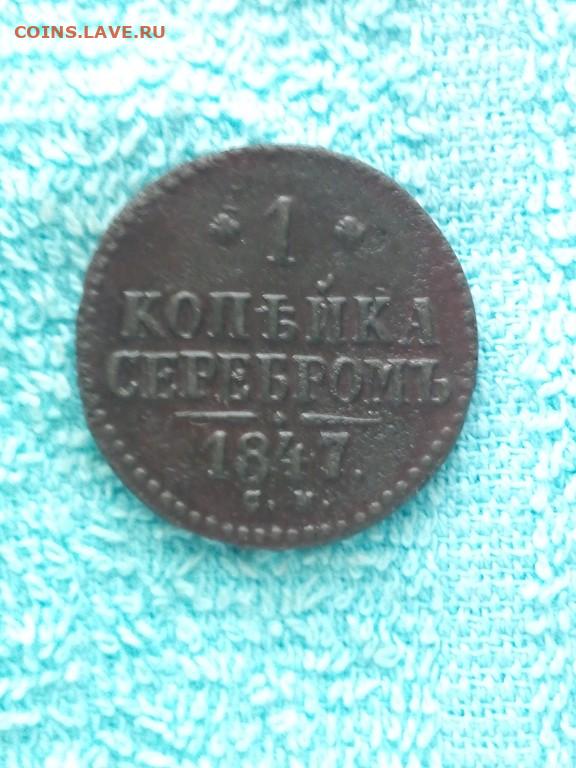 COINS.LAVE.RU
* 1 *
КОПѢЙКА
СЕРЕБРОМЪ
1847.
С. М.